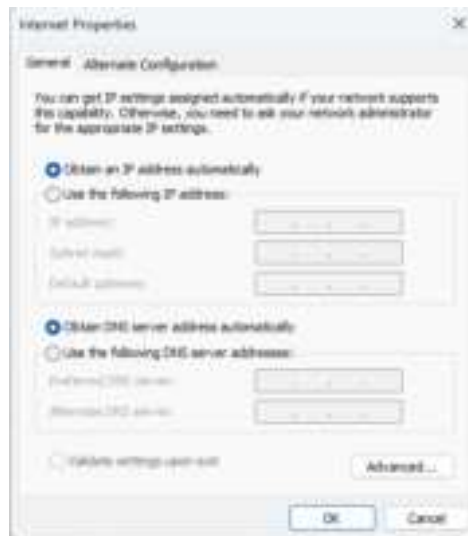 Internet Properties
General Alternate Configuration
You can get IP settings assigned automatically if your network supports
this capability. Otherwise, you need to ask your network administrator
for the appropriate IP settings.
Obtain an IP address automatically
Use the following IP address:
IP address:
Subnet mask:
Default gateway:
Obtain DNS server address automatically
Use the following DNS server addresses:
Preferred DNS server:
Alternate DNS server:
Validate settings upon exit
Advanced...
OK Cancel